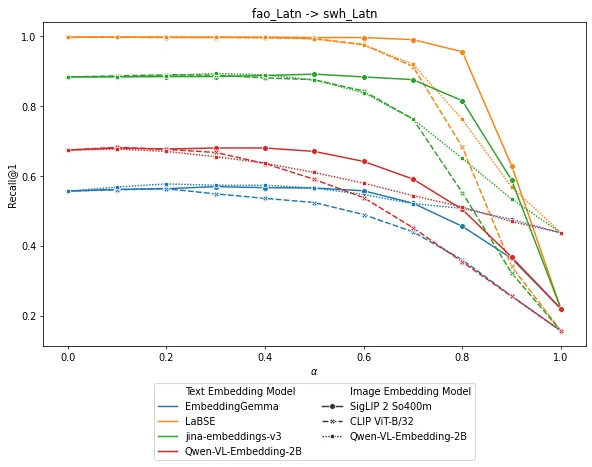 fao_Latn -> swh_Latn
Recall@1
1.0
0.8
0.6
0.4
0.2
0.0 0.2 0.4 0.6 0.8 1.0
α
Text Embedding Model Image Embedding Model
EmbeddingGemma SigLIP 2 So400m
LaBSE CLIP ViT-B/32
jina-embeddings-v3 Qwen-VL-Embedding-2B
Qwen-VL-Embedding-2B